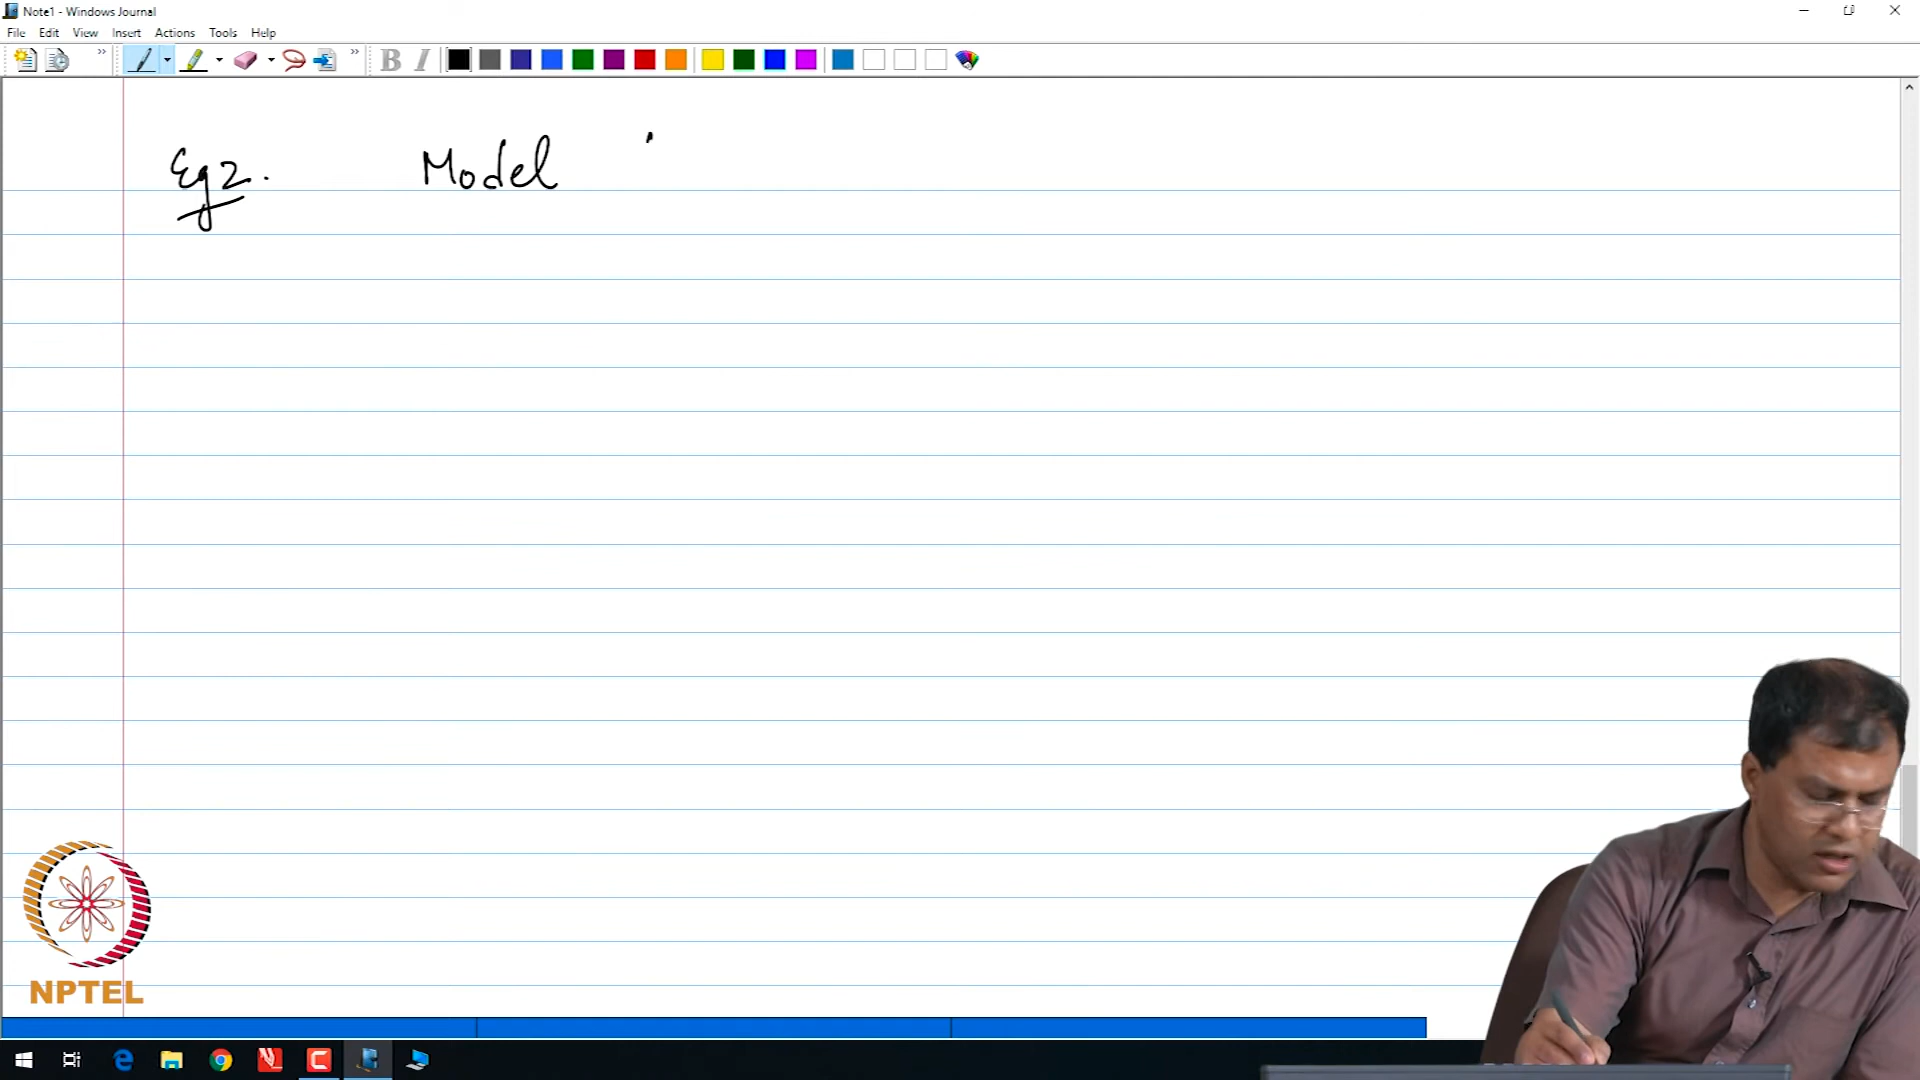 Note1 - Windows Journal
File Edit View Insert Actions Tools Help
B I
Eg 2. Model
NPTEL